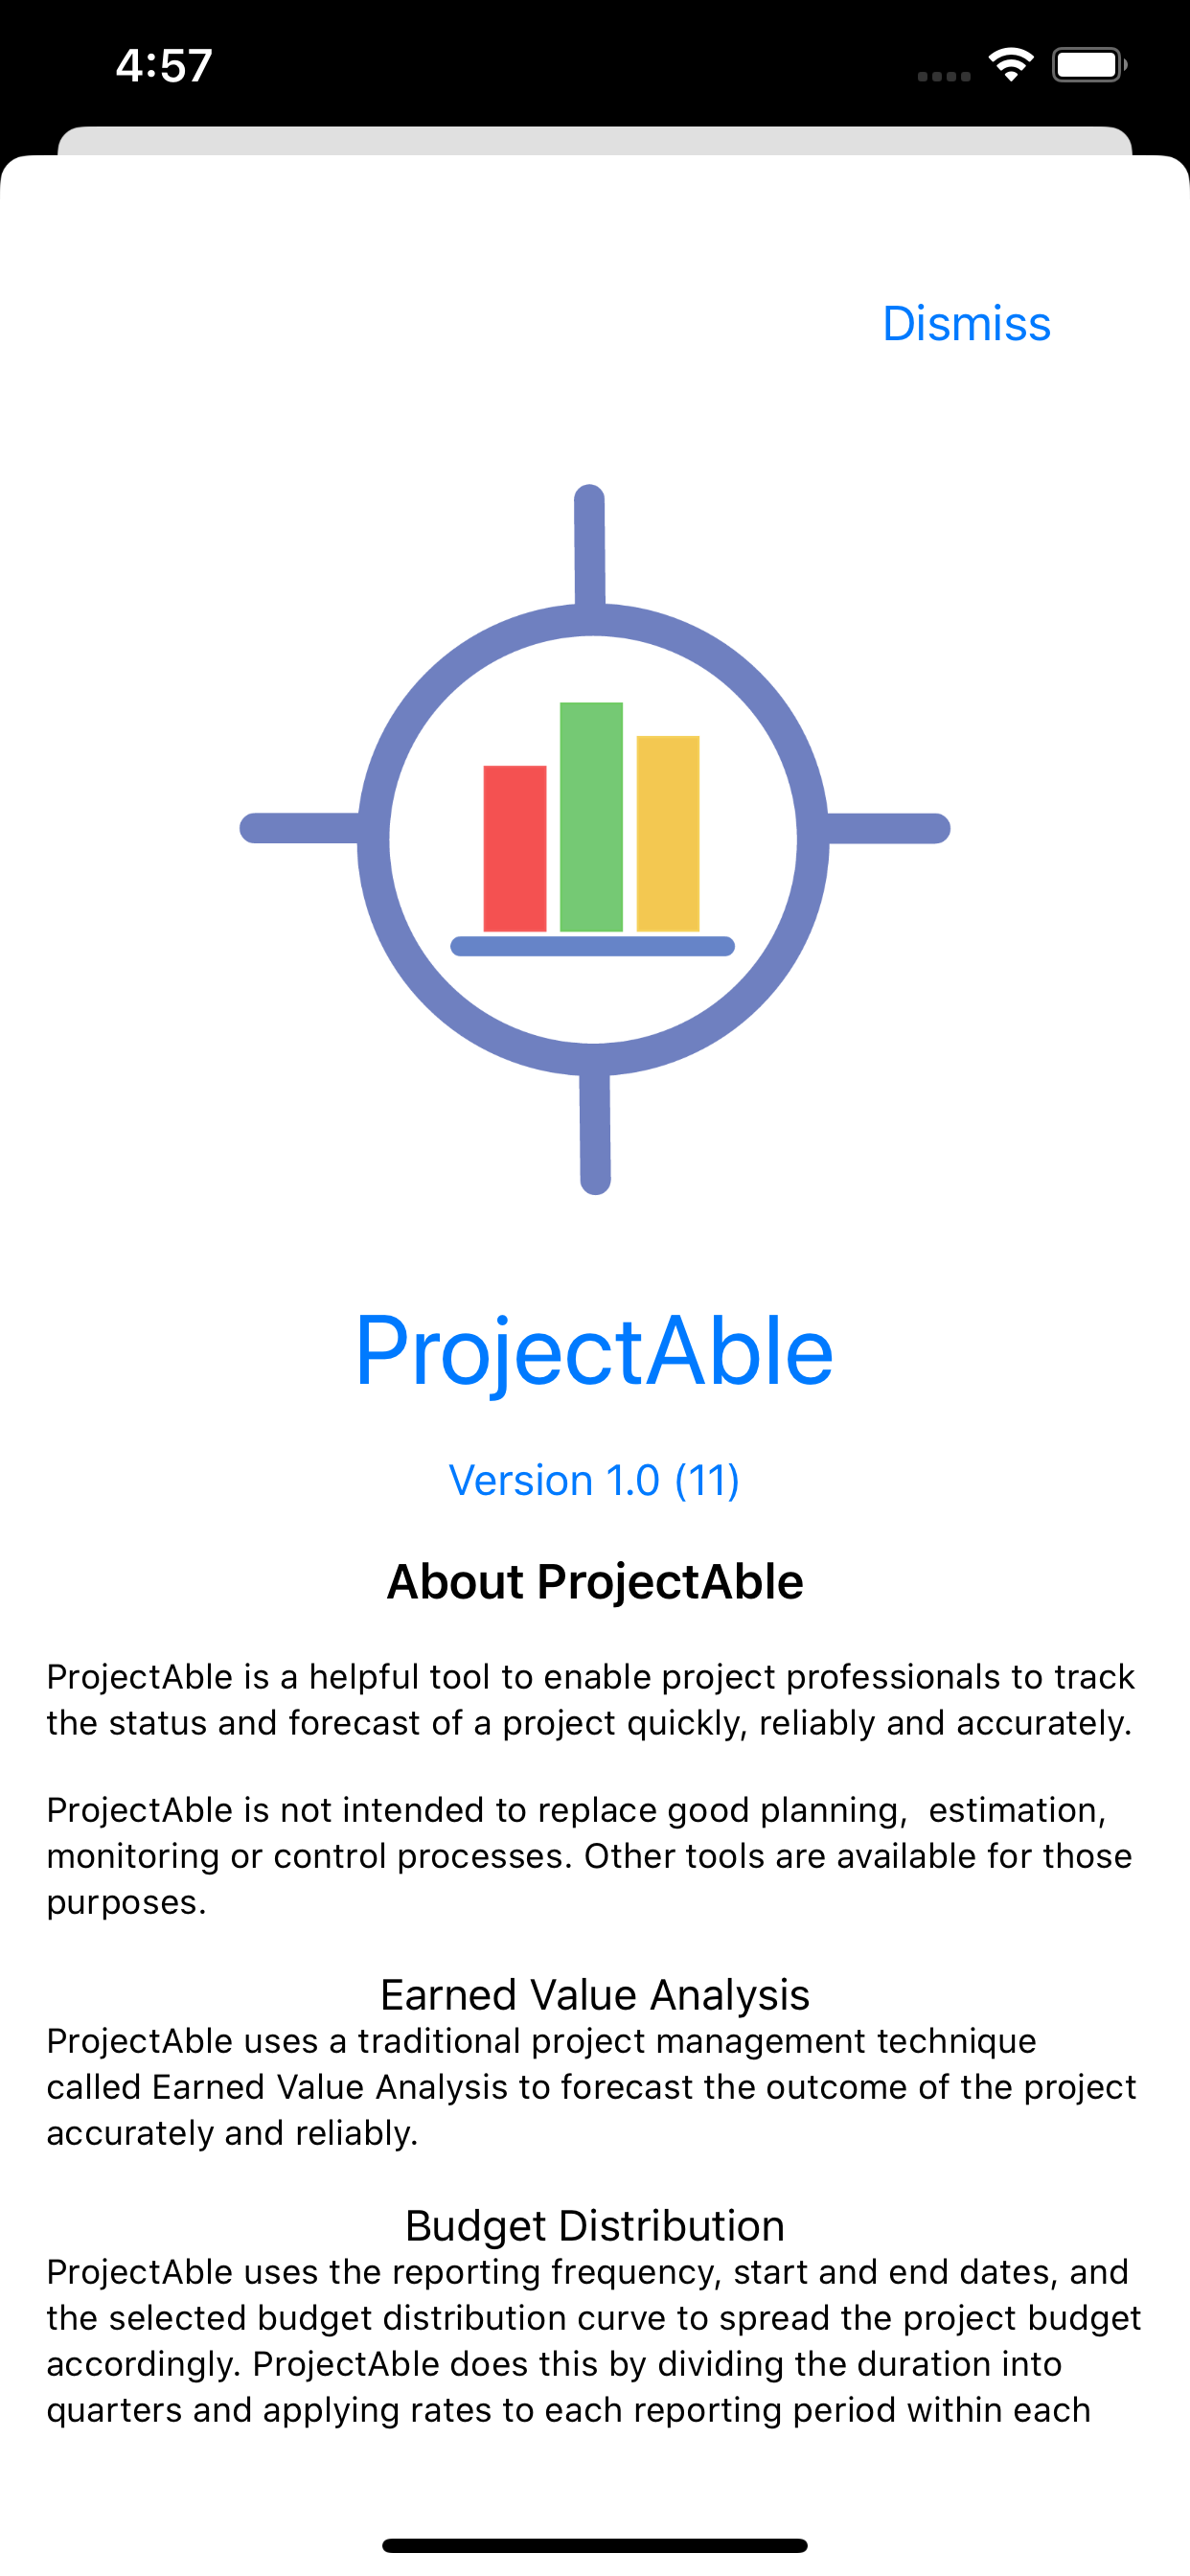 4:57
Dismiss
ProjectAble
Version 1.0 (11)
About ProjectAble
ProjectAble is a helpful tool to enable project professionals to track
the status and forecast of a project quickly, reliably and accurately.
ProjectAble is not intended to replace good planning,  estimation,
monitoring or control processes. Other tools are available for those
purposes.
Earned Value Analysis
ProjectAble uses a traditional project management technique
called Earned Value Analysis to forecast the outcome of the project
accurately and reliably.
Budget Distribution
ProjectAble uses the reporting frequency, start and end dates, and
the selected budget distribution curve to spread the project budget
accordingly. ProjectAble does this by dividing the duration into
quarters and applying rates to each reporting period within each